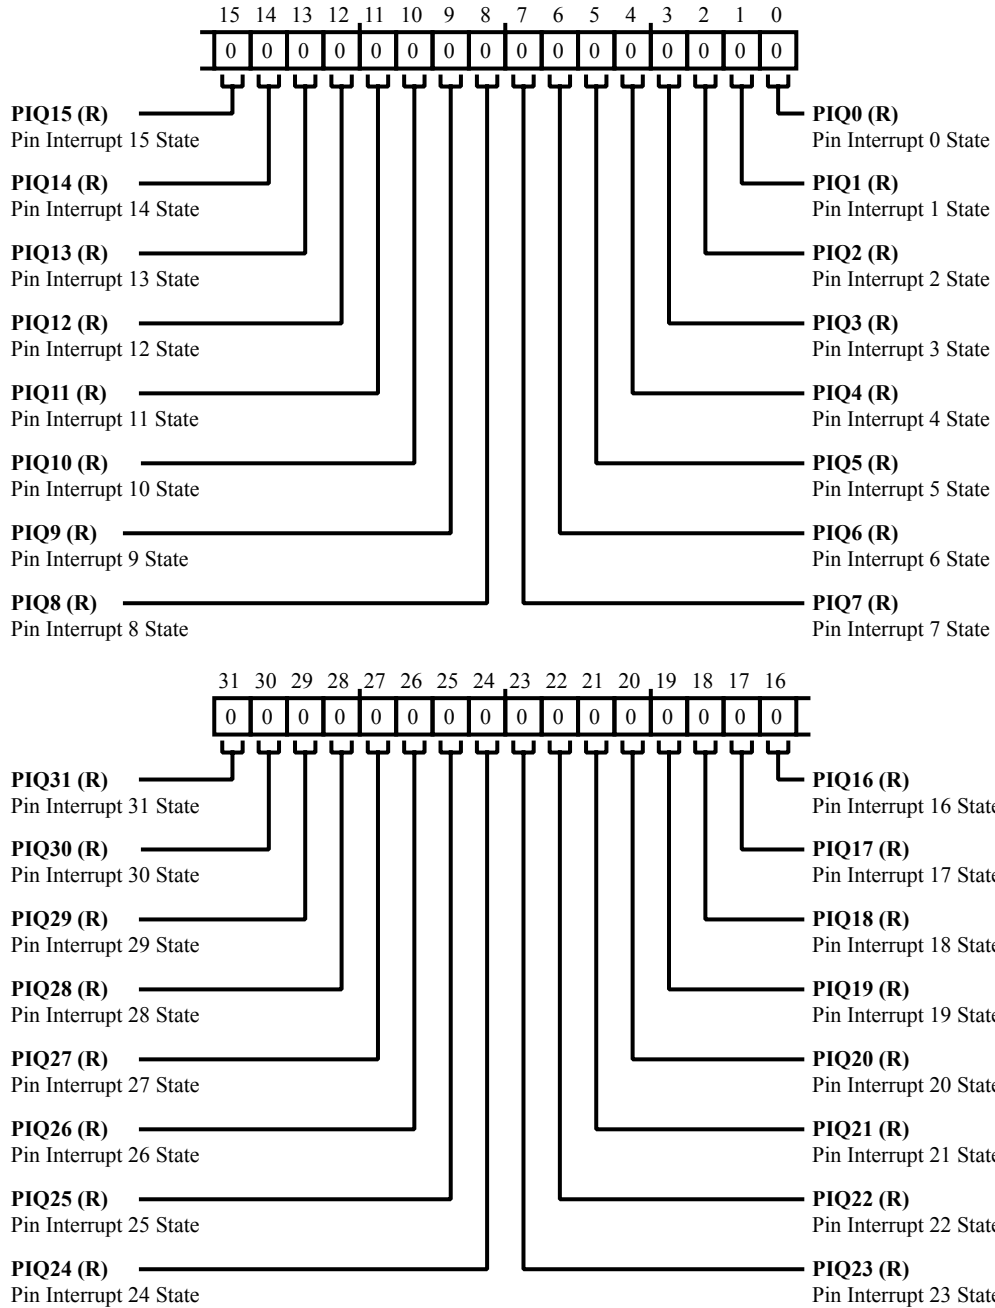 15 14 13 12 11 10 9 8 7 6 5 4 3 2 1 0
0 0 0 0 0 0 0 0 0 0 0 0 0 0 0 0
PIQ15 (R)
Pin Interrupt 15 State
PIQ14 (R)
Pin Interrupt 14 State
PIQ13 (R)
Pin Interrupt 13 State
PIQ12 (R)
Pin Interrupt 12 State
PIQ11 (R)
Pin Interrupt 11 State
PIQ10 (R)
Pin Interrupt 10 State
PIQ9 (R)
Pin Interrupt 9 State
PIQ8 (R)
Pin Interrupt 8 State
PIQ0 (R)
Pin Interrupt 0 State
PIQ1 (R)
Pin Interrupt 1 State
PIQ2 (R)
Pin Interrupt 2 State
PIQ3 (R)
Pin Interrupt 3 State
PIQ4 (R)
Pin Interrupt 4 State
PIQ5 (R)
Pin Interrupt 5 State
PIQ6 (R)
Pin Interrupt 6 State
PIQ7 (R)
Pin Interrupt 7 State
31 30 29 28 27 26 25 24 23 22 21 20 19 18 17 16
0 0 0 0 0 0 0 0 0 0 0 0 0 0 0 0
PIQ31 (R)
Pin Interrupt 31 State
PIQ30 (R)
Pin Interrupt 30 State
PIQ29 (R)
Pin Interrupt 29 State
PIQ28 (R)
Pin Interrupt 28 State
PIQ27 (R)
Pin Interrupt 27 State
PIQ26 (R)
Pin Interrupt 26 State
PIQ25 (R)
Pin Interrupt 25 State
PIQ24 (R)
Pin Interrupt 24 State
PIQ16 (R)
Pin Interrupt 16 State
PIQ17 (R)
Pin Interrupt 17 State
PIQ18 (R)
Pin Interrupt 18 State
PIQ19 (R)
Pin Interrupt 19 State
PIQ20 (R)
Pin Interrupt 20 State
PIQ21 (R)
Pin Interrupt 21 State
PIQ22 (R)
Pin Interrupt 22 State
PIQ23 (R)
Pin Interrupt 23 State